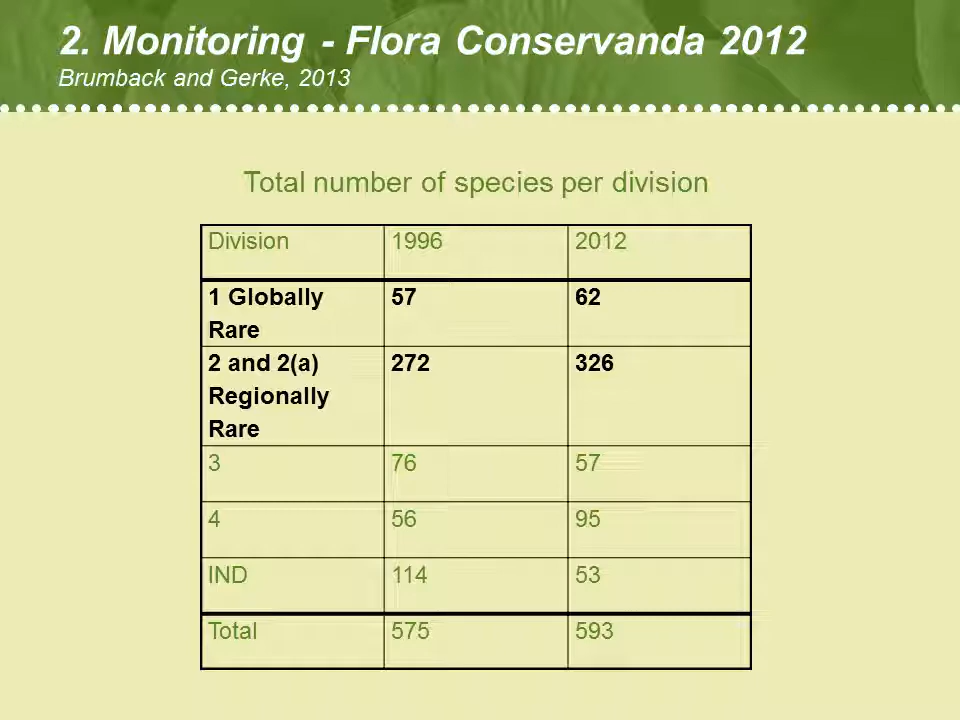 2. Monitoring - Flora Conservanda 2012
Brumback and Gerke, 2013
Total number of species per division
Division 1996 2012
1 Globally 57 62
Rare
2 and 2(a) 272 326
Regionally
Rare
3 76 57
4 56 95
IND 114 53
Total 575 593